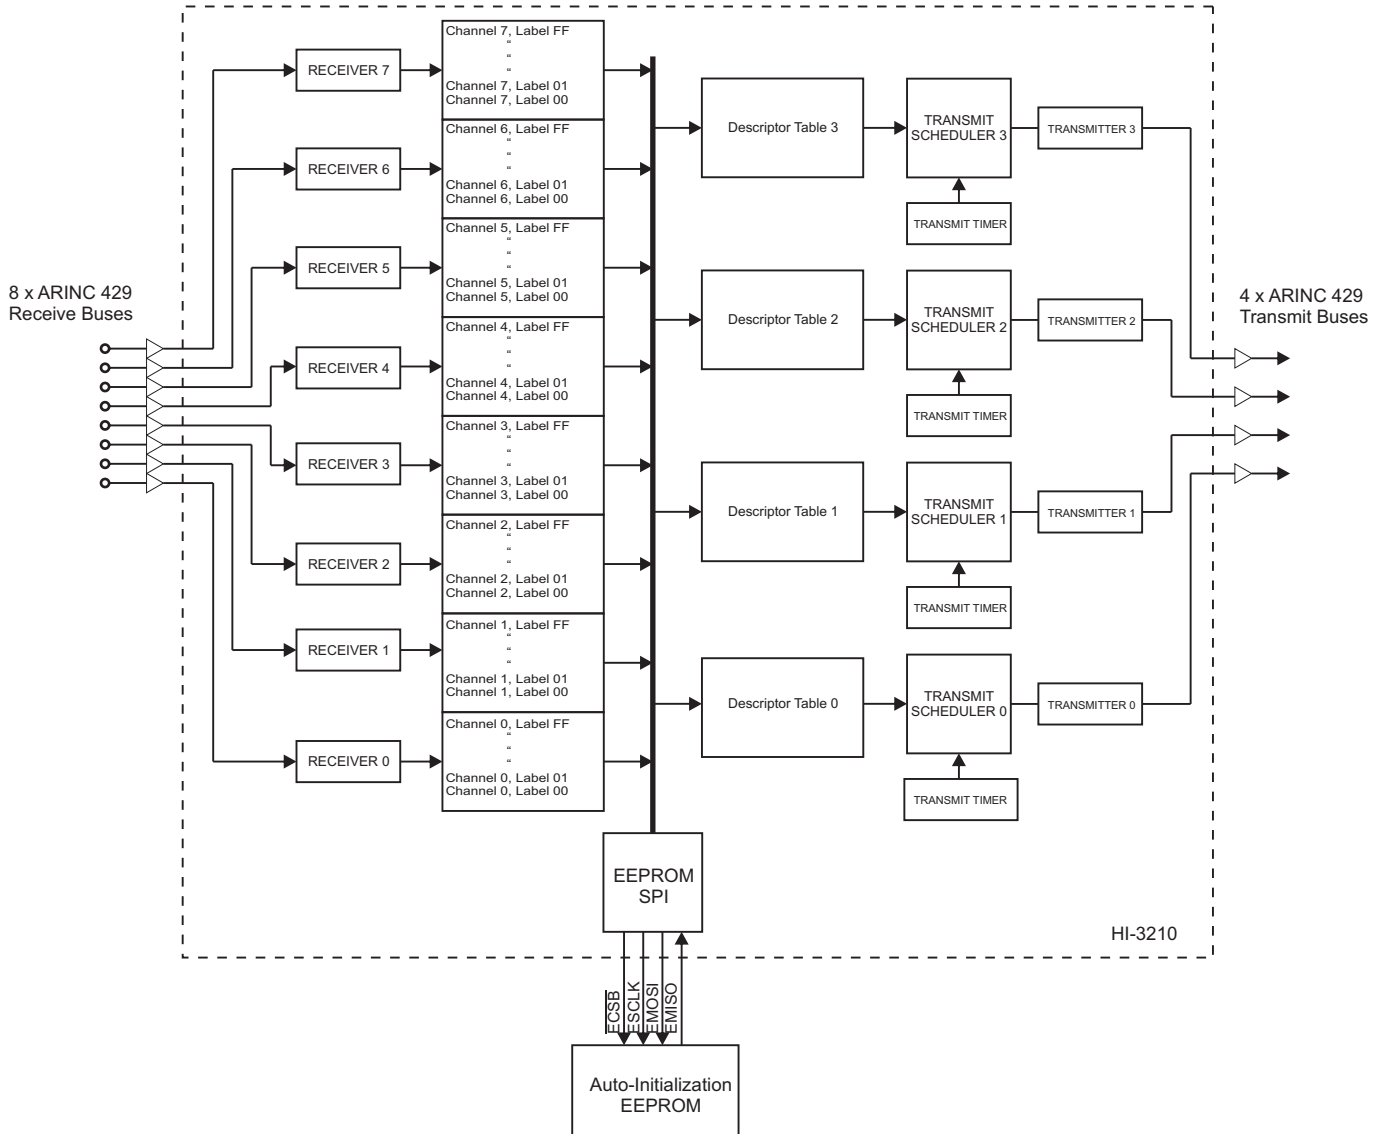 8 x ARINC 429
Receive Buses
RECEIVER 7
RECEIVER 6
RECEIVER 5
RECEIVER 4
RECEIVER 3
RECEIVER 2
RECEIVER 1
RECEIVER 0
Channel 7, Label FF
“
“
“
Channel 7, Label 01
Channel 7, Label 00
Channel 6, Label FF
“
“
“
Channel 6, Label 01
Channel 6, Label 00
Channel 5, Label FF
“
“
“
Channel 5, Label 01
Channel 5, Label 00
Channel 4, Label FF
“
“
“
Channel 4, Label 01
Channel 4, Label 00
Channel 3, Label FF
“
“
“
Channel 3, Label 01
Channel 3, Label 00
Channel 2, Label FF
“
“
“
Channel 2, Label 01
Channel 2, Label 00
Channel 1, Label FF
“
“
“
Channel 1, Label 01
Channel 1, Label 00
Channel 0, Label FF
“
“
“
Channel 0, Label 01
Channel 0, Label 00
Descriptor Table 3
TRANSMIT
SCHEDULER 3
TRANSMITTER 3
TRANSMIT TIMER
Descriptor Table 2
TRANSMIT
SCHEDULER 2
TRANSMITTER 2
TRANSMIT TIMER
Descriptor Table 1
TRANSMIT
SCHEDULER 1
TRANSMITTER 1
TRANSMIT TIMER
Descriptor Table 0
TRANSMIT
SCHEDULER 0
TRANSMITTER 0
TRANSMIT TIMER
4 x ARINC 429
Transmit Buses
EEPROM
SPI
HI-3210
ECSB
ESCLK
EMOSI
EMISO
Auto-Initialization
EEPROM